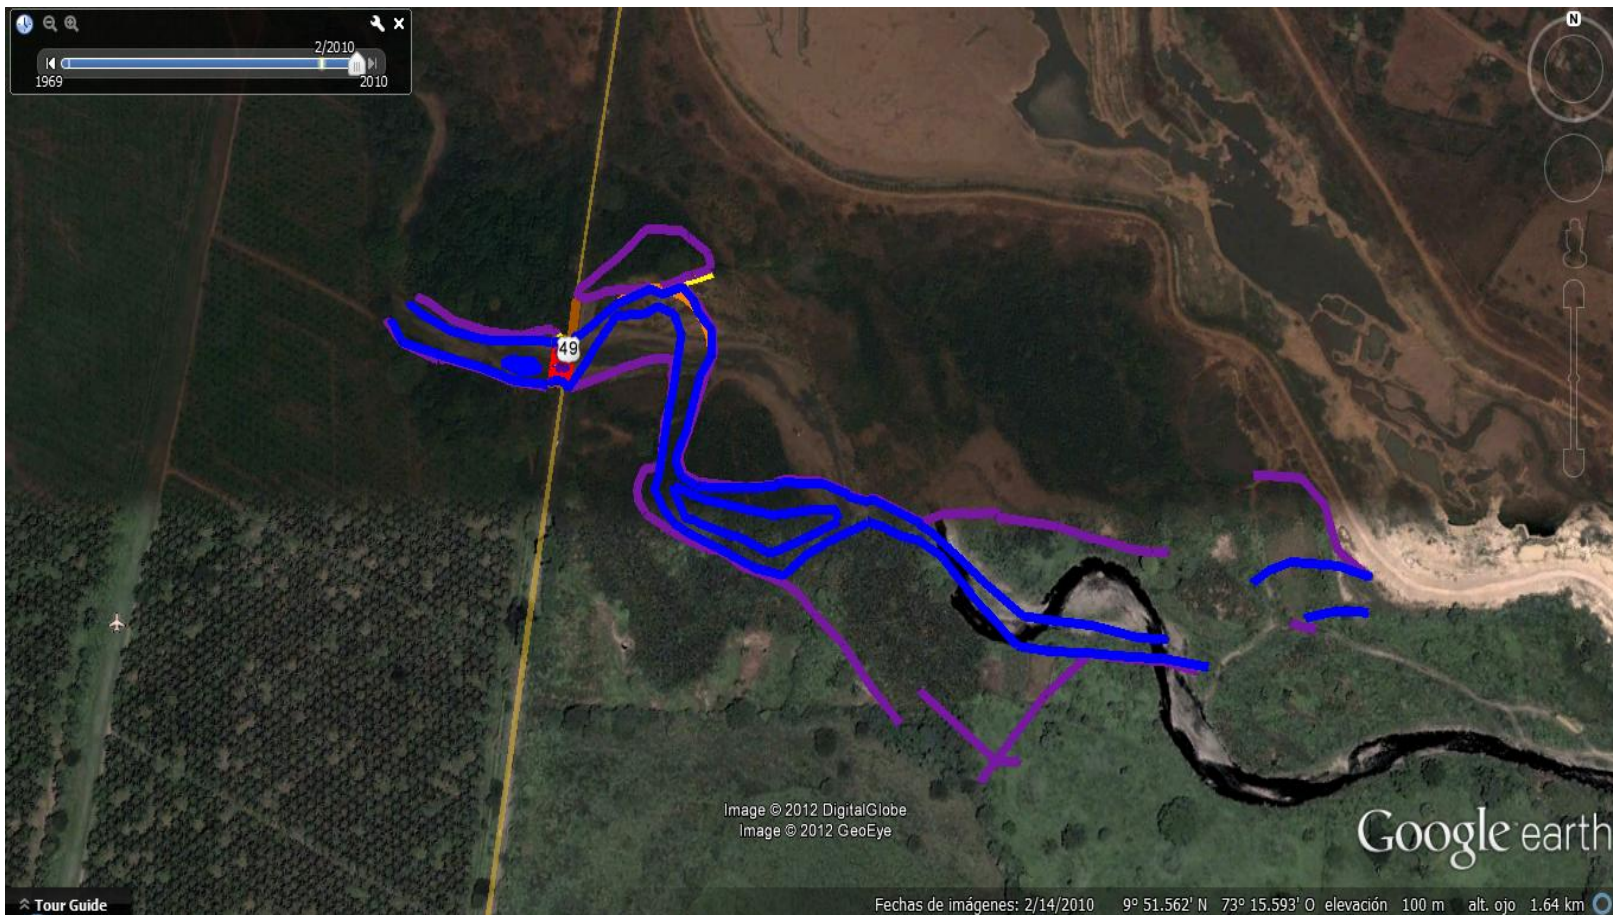 2/2010
1969
2010
N
49
Image © 2012 DigitalGlobe
Image © 2012 GeoEye
Google earth
Tour Guide
Fechas de imágenes: 2/14/2010 9° 51.562' N 73° 15.593' O elevación 100 m alt. ojo 1.64 km